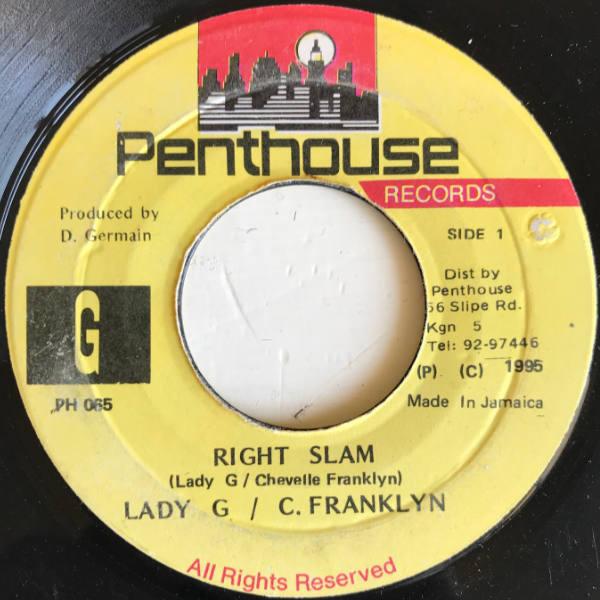 Penthouse
RECORDS
Produced by
D. Germain
SIDE 1
G
PH 065
Dist by
Penthouse
56 Slipe Rd.
Kgn 5
Tel: 92-97446
(P) (C) 1995
Made In Jamaica
RIGHT SLAM
(Lady G / Chevelle Franklyn)
LADY G / C. FRANKLYN
All Rights Reserved